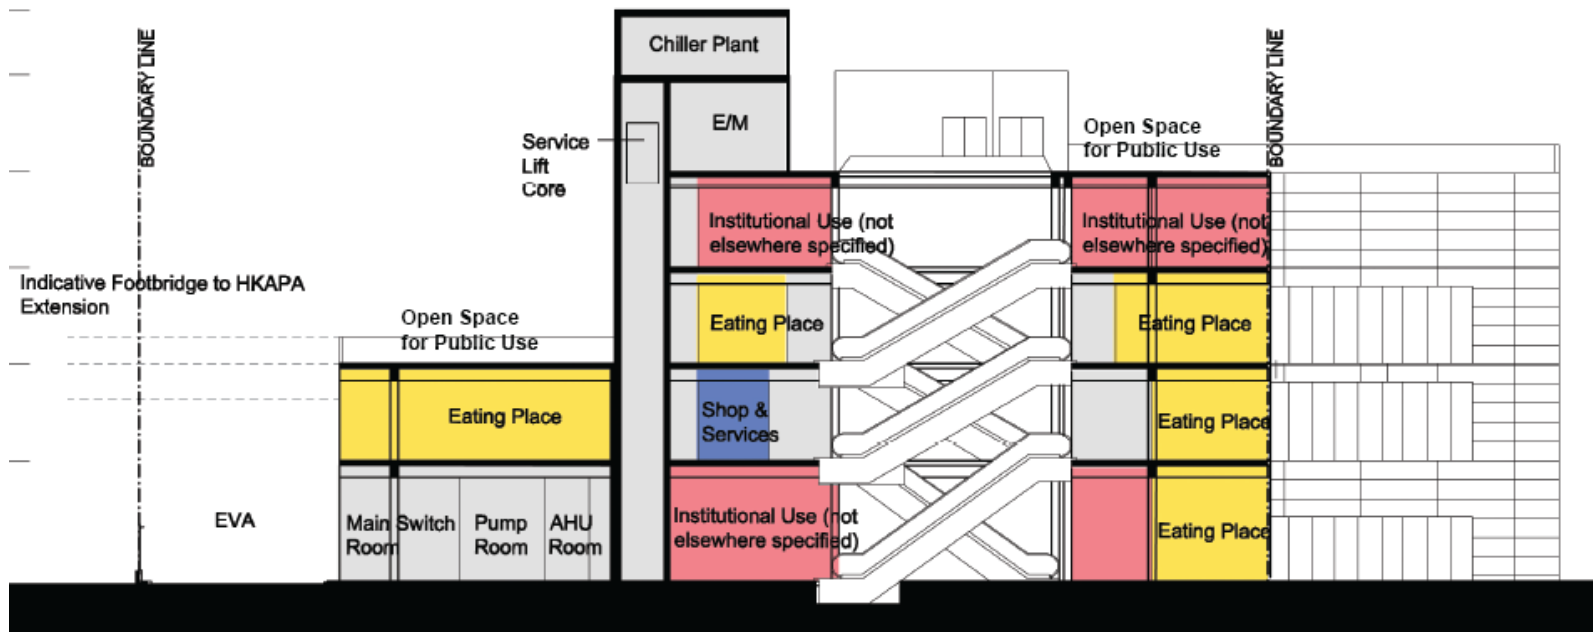 Chiller Plant
BOUNDARY LINE
BOUNDARY LINE
E/M
Open Space
for Public Use
Service
Lift
Core
Institutional Use (not
elsewhere specified)
Institutional Use (not
elsewhere specified)
Indicative Footbridge to HKAPA
Extension
Open Space
for Public Use
Eating Place
Eating Place
Eating Place
Shop &
Services
Eating Place
EVA
Main Switch
Room
Pump
Room
AHU
Room
Institutional Use (not
elsewhere specified)
Eating Place